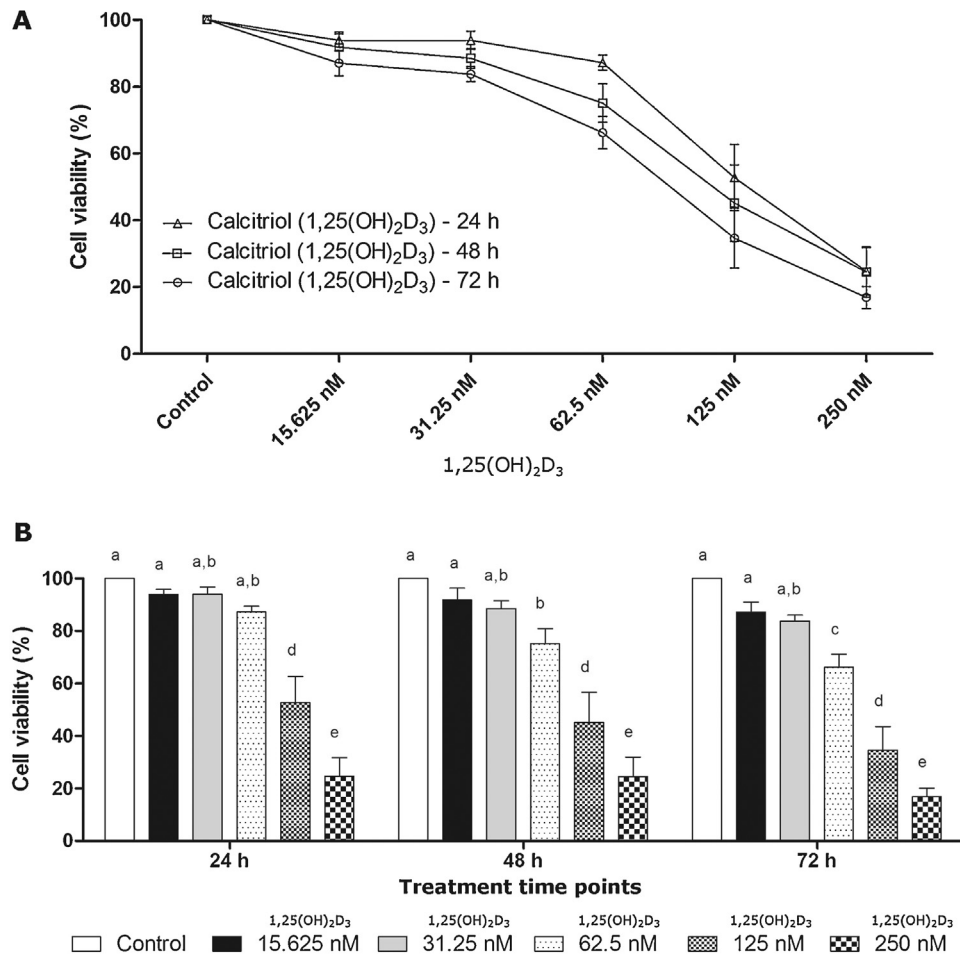 A
100
80
60
40
20
0
Cell viability (%)
Calcitriol (1,25(OH)₂D₃) - 24 h
Calcitriol (1,25(OH)₂D₃) - 48 h
Calcitriol (1,25(OH)₂D₃) - 72 h
Control
15.625 nM
31.25 nM
62.5 nM
125 nM
250 nM
1,25(OH)₂D₃
B
100
80
60
40
20
0
Cell viability (%)
a a a,b a,b d e
a a a,b b d e
a a a,b c d e
24 h 48 h 72 h
Treatment time points
1,25(OH)₂D₃ 1,25(OH)₂D₃ 1,25(OH)₂D₃ 1,25(OH)₂D₃ 1,25(OH)₂D₃
Control 15.625 nM 31.25 nM 62.5 nM 125 nM 250 nM